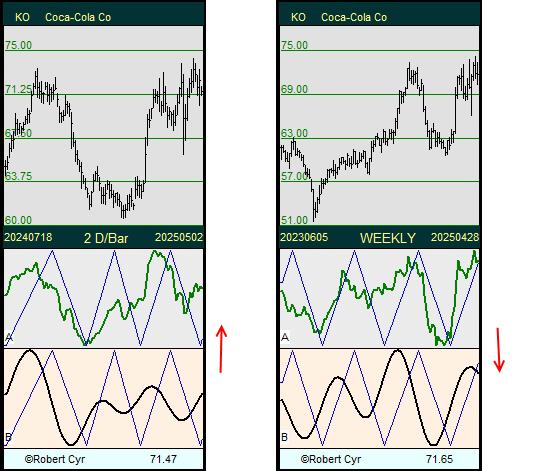 KO Coca-Cola Co
75.00
71.25
67.50
63.75
60.00
20240718 2 D/Bar 20250502
A
B
©Robert Cyr 71.47
KO Coca-Cola Co
75.00
69.00
63.00
57.00
51.00
20230605 WEEKLY 20250428
A
B
©Robert Cyr 71.65